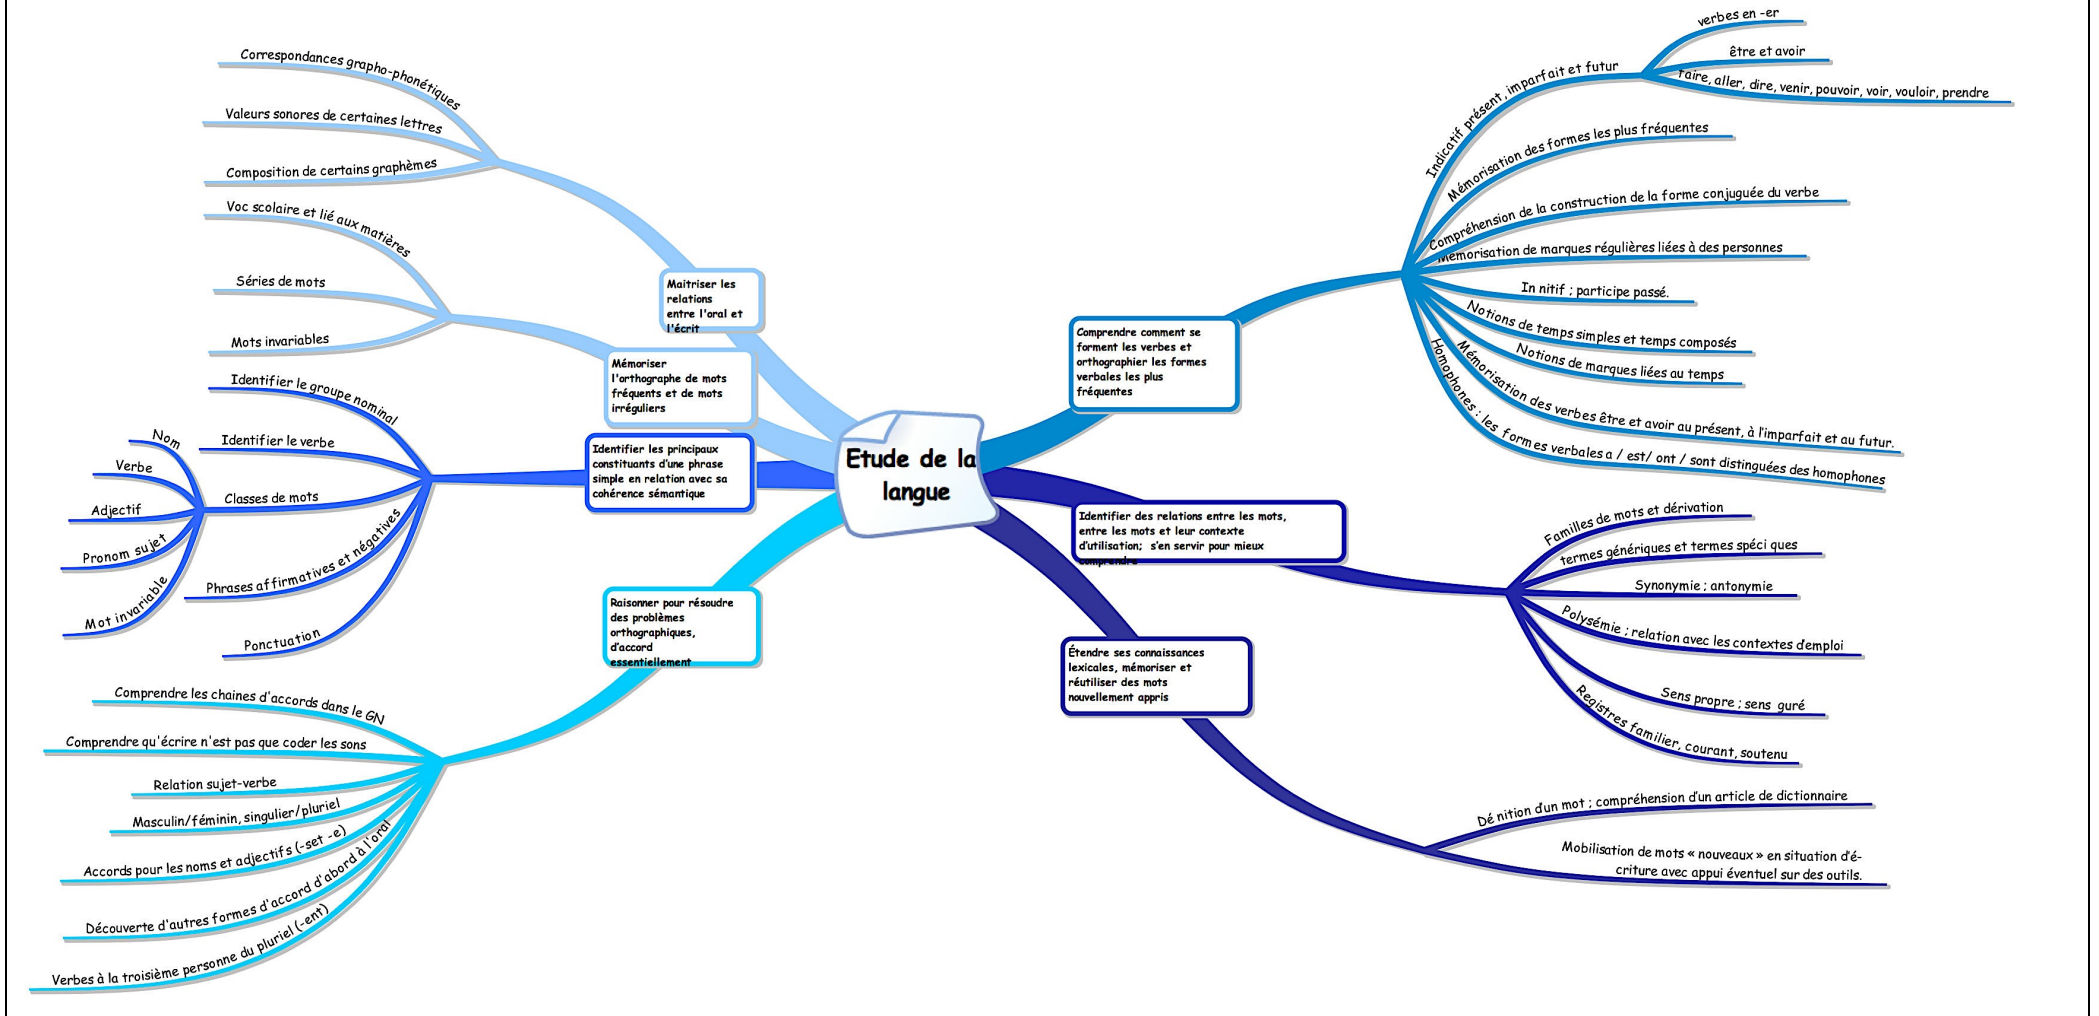 Etude de la
langue
Maitriser les
relations
entre l'oral et
l'écrit
Correspondances grapho-phonétiques
Valeurs sonores de certaines lettres
Composition de certains graphèmes
Mémoriser
l'orthographe de mots
fréquents et de mots
irréguliers
Voc scolaire et lié aux matières
Séries de mots
Mots invariables
Identifier les principaux
constituants d'une phrase
simple en relation avec sa
cohérence sémantique
Identifier le groupe nominal
Identifier le verbe
Classes de mots
Nom
Verbe
Adjectif
Pronom sujet
Mot invariable
Phrases affirmatives et négatives
Ponctuation
Raisonner pour résoudre
des problèmes
orthographiques,
d'accord
essentiellement
Comprendre les chaines d'accords dans le GN
Comprendre qu'écrire n'est pas que coder les sons
Relation sujet-verbe
Masculin/féminin, singulier/pluriel
Accords pour les noms et adjectifs (-set -e)
Découverte d'autres formes d'accord d'abord à l'oral
Verbes à la troisième personne du pluriel (-ent)
Comprendre comment se
forment les verbes et
orthographier les formes
verbales les plus
fréquentes
Indicatif présent, imparfait et futur
verbes en -er
être et avoir
faire, aller, dire, venir, pouvoir, voir, vouloir, prendre
Mémorisation des formes les plus fréquentes
Compréhension de la construction de la forme conjuguée du verbe
Mémorisation de marques régulières liées à des personnes
In nitif ; participe passé.
Notions de temps simples et temps composés
Notions de marques liées au temps
Mémorisation des verbes être et avoir au présent, à l'imparfait et au futur.
Homophones : les formes verbales a / est/ ont / sont distinguées des homophones
Identifier des relations entre les mots,
entre les mots et leur contexte
d'utilisation; s'en servir pour mieux
comprendre
Familles de mots et dérivation
termes génériques et termes spéci ques
Synonymie ; antonymie
Polysémie ; relation avec les contextes d'emploi
Sens propre ; sens guré
Registres familier, courant, soutenu
Étendre ses connaissances
lexicales, mémoriser et
réutiliser des mots
nouvellement appris
Dé nition d'un mot ; compréhension d'un article de dictionnaire
Mobilisation de mots « nouveaux » en situation d'é-
criture avec appui éventuel sur des outils.